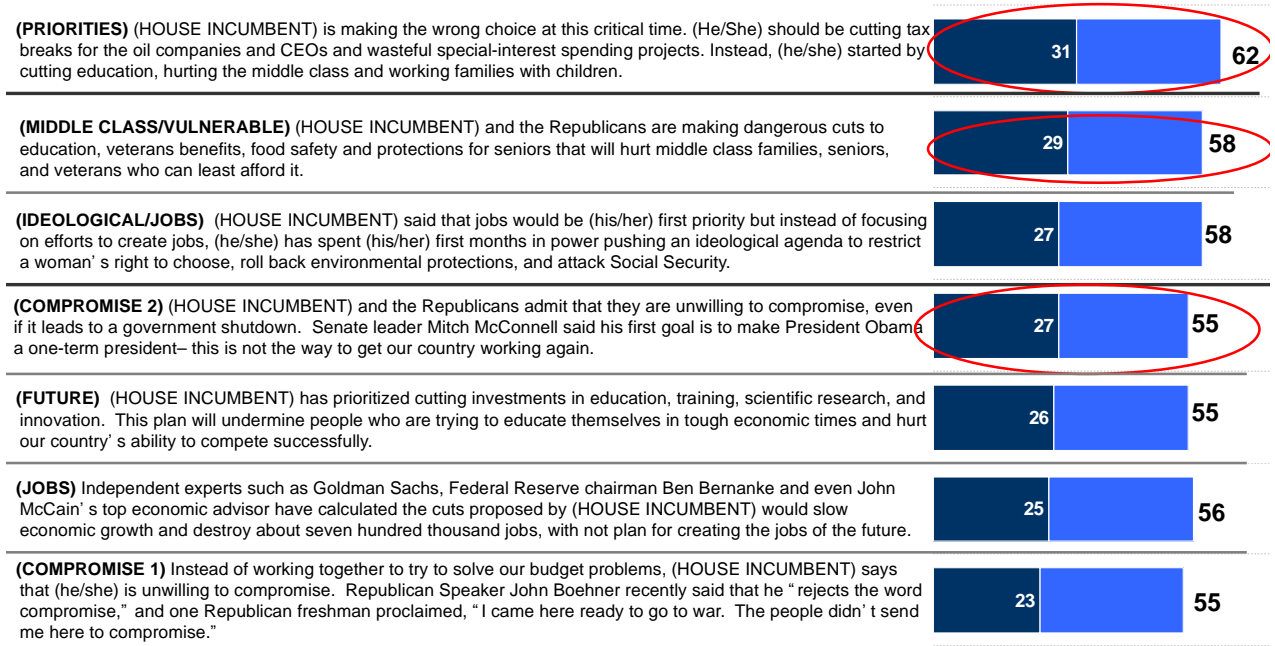 (PRIORITIES) (HOUSE INCUMBENT) is making the wrong choice at this critical time. (He/She) should be cutting tax
breaks for the oil companies and CEOs and wasteful special-interest spending projects. Instead, (he/she) started by
cutting education, hurting the middle class and working families with children.
31
62
(MIDDLE CLASS/VULNERABLE) (HOUSE INCUMBENT) and the Republicans are making dangerous cuts to
education, veterans benefits, food safety and protections for seniors that will hurt middle class families, seniors,
and veterans who can least afford it.
29
58
(IDEOLOGICAL/JOBS) (HOUSE INCUMBENT) said that jobs would be (his/her) first priority but instead of focusing
on efforts to create jobs, (he/she) has spent (his/her) first months in power pushing an ideological agenda to restrict
a woman's right to choose, roll back environmental protections, and attack Social Security.
27
58
(COMPROMISE 2) (HOUSE INCUMBENT) and the Republicans admit that they are unwilling to compromise, even
if it leads to a government shutdown. Senate leader Mitch McConnell said his first goal is to make President Obama
a one-term president– this is not the way to get our country working again.
27
55
(FUTURE) (HOUSE INCUMBENT) has prioritized cutting investments in education, training, scientific research, and
innovation. This plan will undermine people who are trying to educate themselves in tough economic times and hurt
our country's ability to compete successfully.
26
55
(JOBS) Independent experts such as Goldman Sachs, Federal Reserve chairman Ben Bernanke and even John
McCain's top economic advisor have calculated the cuts proposed by (HOUSE INCUMBENT) would slow
economic growth and destroy about seven hundred thousand jobs, with not plan for creating the jobs of the future.
25
56
(COMPROMISE 1) Instead of working together to try to solve our budget problems, (HOUSE INCUMBENT) says
that (he/she) is unwilling to compromise. Republican Speaker John Boehner recently said that he "rejects the word
compromise," and one Republican freshman proclaimed, "I came here ready to go to war. The people didn't send
me here to compromise."
23
55